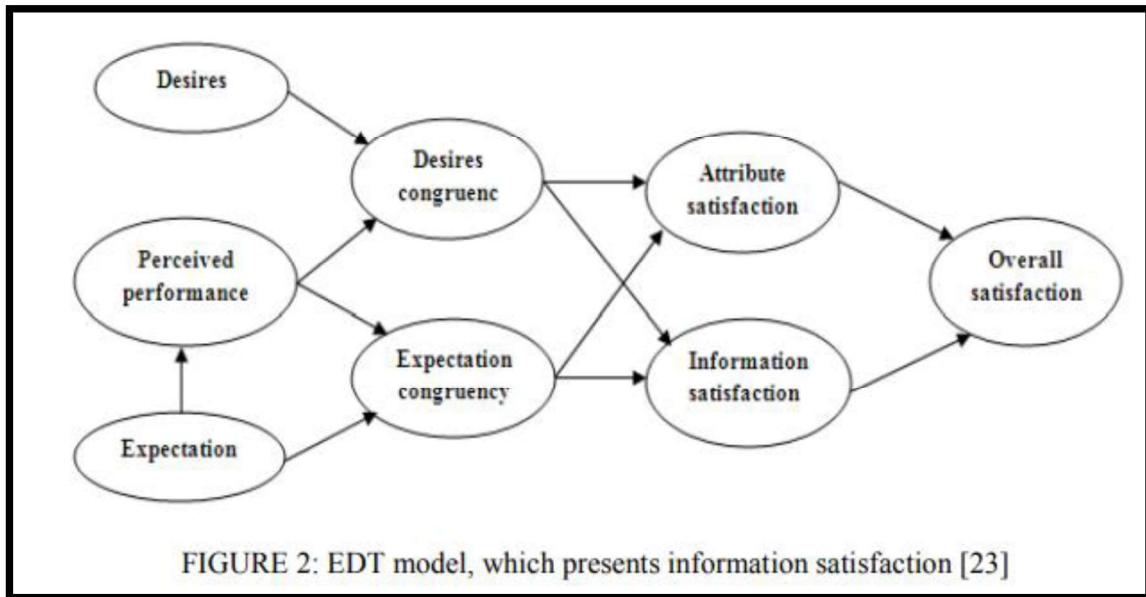 Desires
Desires
congruenc
Attribute
satisfaction
Perceived
performance
Overall
satisfaction
Expectation
congruency
Information
satisfaction
Expectation
FIGURE 2: EDT model, which presents information satisfaction [23]